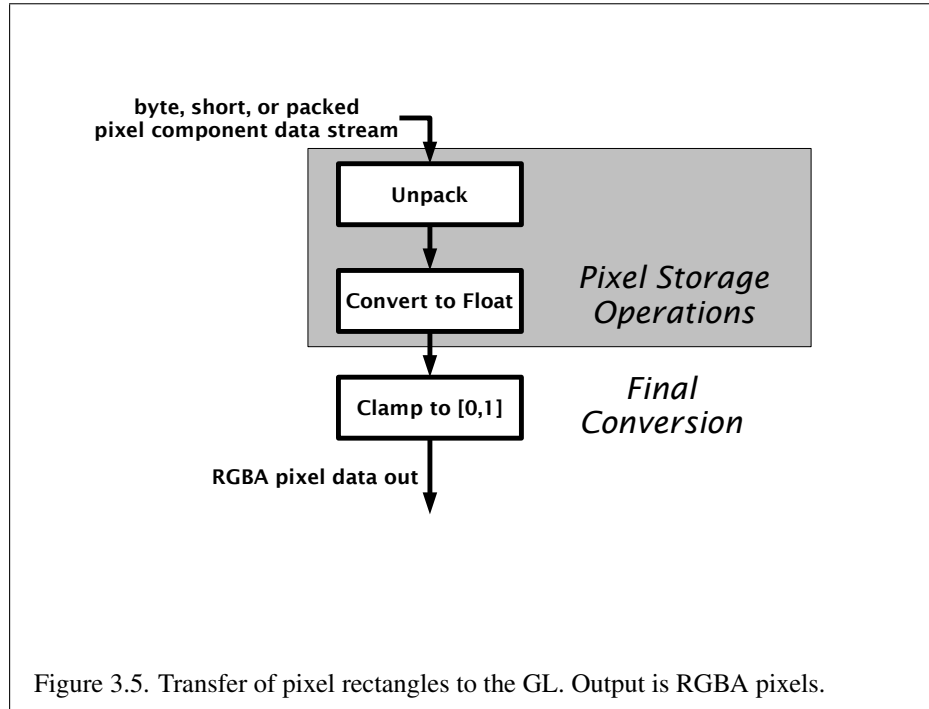 byte, short, or packed
pixel component data stream
Unpack
Convert to Float
Pixel Storage
Operations
Clamp to [0,1]
Final
Conversion
RGBA pixel data out
Figure 3.5. Transfer of pixel rectangles to the GL. Output is RGBA pixels.